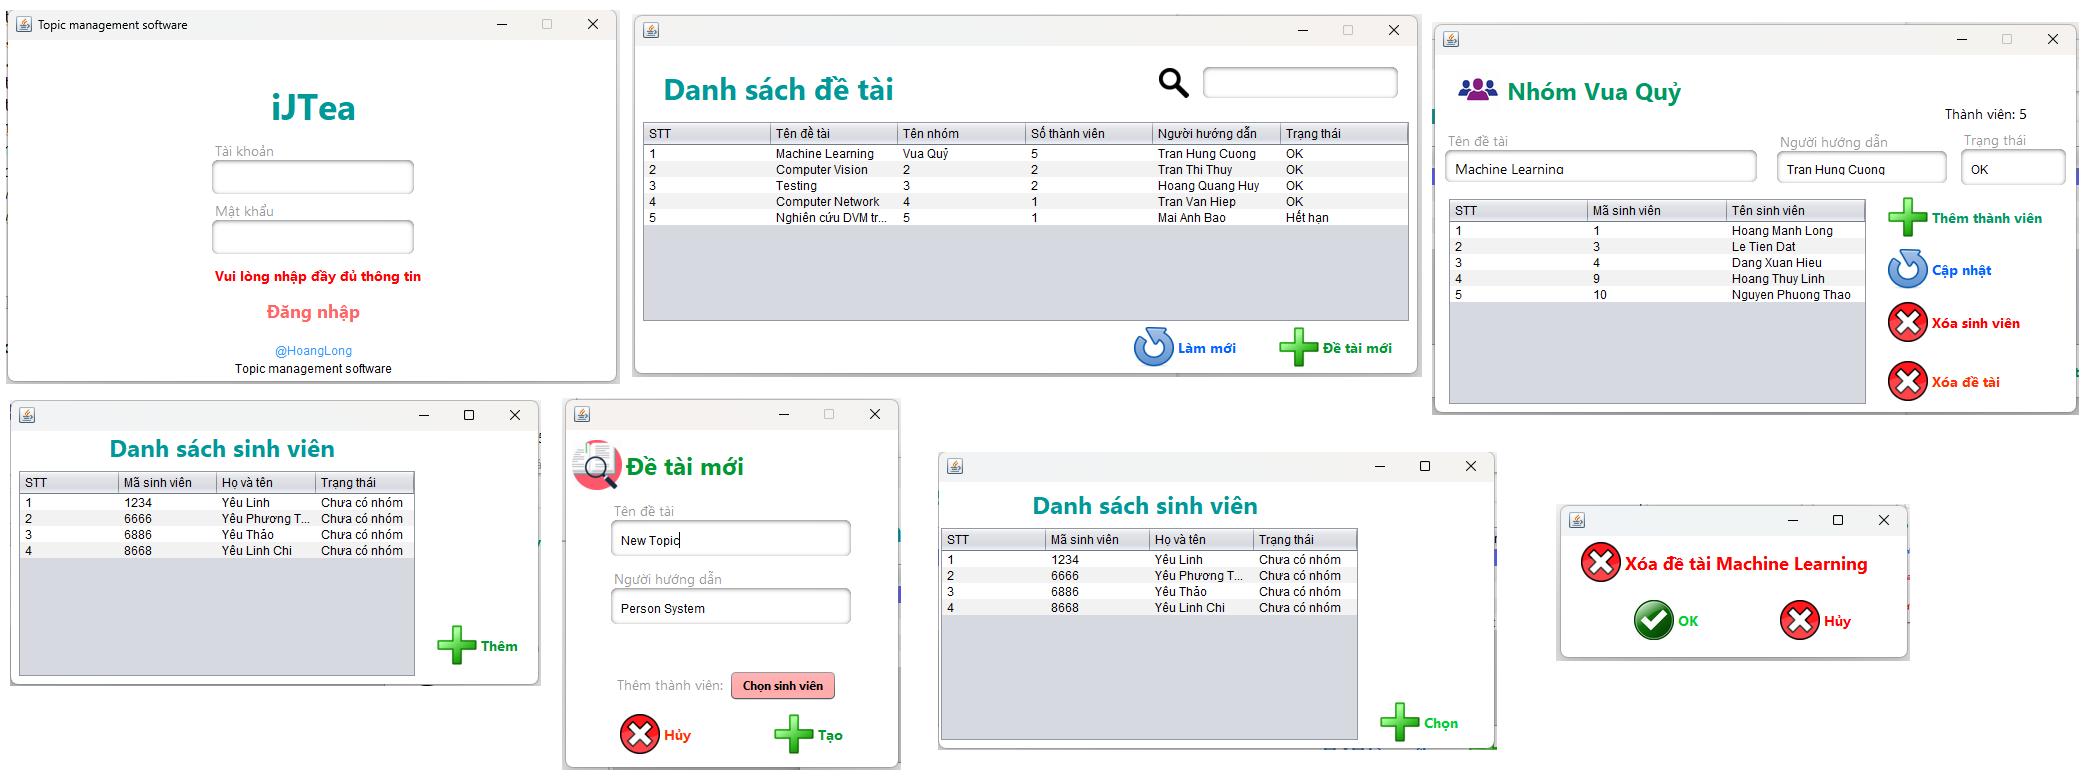 Topic management software
iJTea
Tài khoản
Mật khẩu
Vui lòng nhập đầy đủ thông tin
Đăng nhập
@HoangLong
Topic management software
Danh sách đề tài
STT Tên đề tài Tên nhóm Số thành viên Người hướng dẫn Trạng thái
1 Machine Learning Vua Quỷ 5 Tran Hung Cuong OK
2 Computer Vision 2 2 Tran Thi Thuy OK
3 Testing 3 2 Hoang Quang Huy OK
4 Computer Network 4 1 Tran Van Hiep OK
5 Nghiên cứu DVM tr... 5 1 Mai Anh Bao Hết hạn
Làm mới Đề tài mới
Nhóm Vua Quỷ
Thành viên: 5
Tên đề tài Người hướng dẫn Trạng thái
Machine Learning Tran Hung Cuong OK
STT Mã sinh viên Tên sinh viên
1 1 Hoang Manh Long
2 3 Le Tien Dat
3 4 Dang Xuan Hieu
4 9 Hoang Thuy Linh
5 10 Nguyen Phuong Thao
Thêm thành viên
Cập nhật
Xóa sinh viên
Xóa đề tài
Danh sách sinh viên
STT Mã sinh viên Họ và tên Trạng thái
1 1234 Yêu Linh Chưa có nhóm
2 6666 Yêu Phương T... Chưa có nhóm
3 6886 Yêu Thảo Chưa có nhóm
4 8668 Yêu Linh Chi Chưa có nhóm
Thêm
Đề tài mới
Tên đề tài
New Topic
Người hướng dẫn
Person System
Thêm thành viên: Chọn sinh viên
Hủy Tạo
Danh sách sinh viên
STT Mã sinh viên Họ và tên Trạng thái
1 1234 Yêu Linh Chưa có nhóm
2 6666 Yêu Phương T... Chưa có nhóm
3 6886 Yêu Thảo Chưa có nhóm
4 8668 Yêu Linh Chi Chưa có nhóm
Chọn
Xóa đề tài Machine Learning
OK Hủy